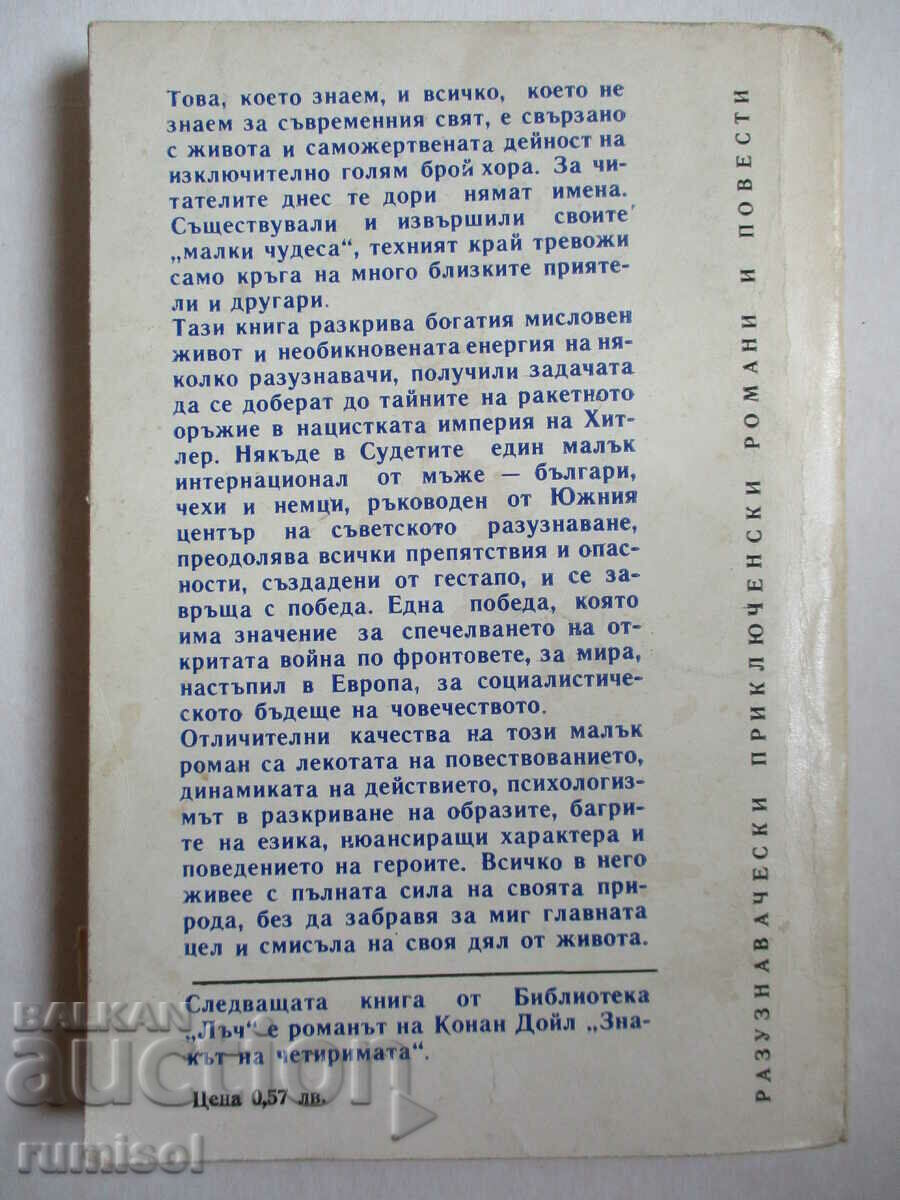 Това, което знаем, и всичко, което не
знаем за съвременния свят, е свързано
с живота и саможертвената дейност на
изключително голям брой хора. За чи-
тателите днес те дори нямат имена.
Съществували и извършили своите
„малки чудеса“, техният край тревожи
само кръга на много близките прияте-
ли и другари.
Тази книга разкрива богатия мисловен
живот и необикновената енергия на ня-
колко разузнавачи, получили задачата
да се доберат до тайните на ракетното
оръжие в нацистката империя на Хит-
лер. Някъде в Судетите един малък
интернационал от мъже — българи,
чехи и немци, ръководен от Южния
център на съветското разузнаване,
преодолява всички препятствия и опас-
ности, създадени от гестапо, и се за-
връща с победа. Една победа, която
има значение за спечелването на от-
критата война по фронтовете, за мира,
настъпил в Европа, за социалистиче-
ското бъдеще на човечеството.
Отличителни качества на този малък
роман са лекотата на повествованието,
динамиката на действието, психологиз-
мът в разкриване на образите, багри-
те на езика, нюансиращи характера и
поведението на героите. Всичко в него
живее с пълната сила на своята при-
рода, без да забравя за миг главната
цел и смисъла на своя дял от живота.
Следващата книга от Библиотека
„Лъч“ е романът на Конан Дойл „Зна-
кът на четиримата“.
Цена 0,57 лв.
РАЗУЗНАВАЧЕСКИ ПРИКЛЮЧЕНСКИ РОМАНИ И ПОВЕСТИ
BALKAN
auction
rumisol